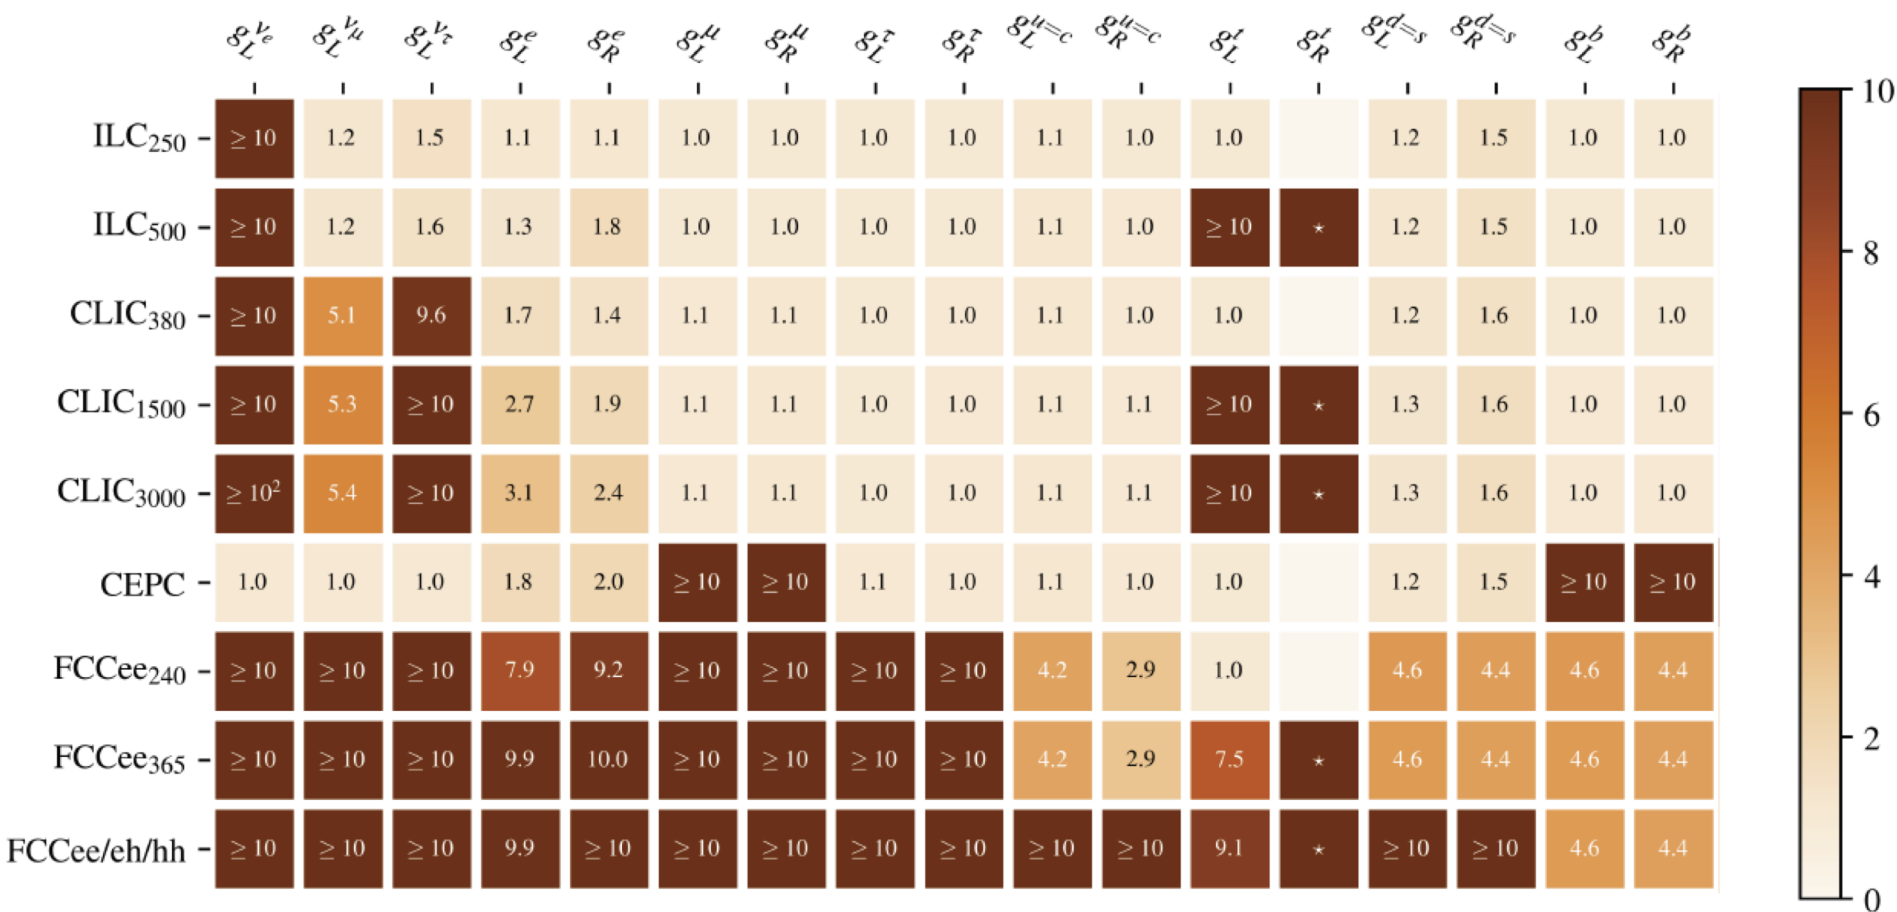 g_L^{ν_e} g_L^{ν_μ} g_L^{ν_τ} g_L^e g_R^e g_L^μ g_R^μ g_L^τ g_R^τ g_L^{u=c} g_R^{u=c} g_L^t g_R^t g_L^{d=s} g_R^{d=s} g_L^b g_R^b
10
ILC₂₅₀ ≥ 10 1.2 1.5 1.1 1.1 1.0 1.0 1.0 1.0 1.1 1.0 1.0 1.2 1.5 1.0 1.0
ILC₅₀₀ ≥ 10 1.2 1.6 1.3 1.8 1.0 1.0 1.0 1.0 1.1 1.0 ≥ 10 ⋆ 1.2 1.5 1.0 1.0
8
CLIC₃₈₀ ≥ 10 5.1 9.6 1.7 1.4 1.1 1.1 1.0 1.0 1.1 1.0 1.0 1.2 1.6 1.0 1.0
CLIC₁₅₀₀ ≥ 10 5.3 ≥ 10 2.7 1.9 1.1 1.1 1.0 1.0 1.1 1.1 ≥ 10 ⋆ 1.3 1.6 1.0 1.0
6
CLIC₃₀₀₀ ≥ 10² 5.4 ≥ 10 3.1 2.4 1.1 1.1 1.0 1.0 1.1 1.1 ≥ 10 ⋆ 1.3 1.6 1.0 1.0
CEPC 1.0 1.0 1.0 1.8 2.0 ≥ 10 ≥ 10 1.1 1.0 1.1 1.0 1.0 1.2 1.5 ≥ 10 ≥ 10
4
FCCee₂₄₀ ≥ 10 ≥ 10 ≥ 10 7.9 9.2 ≥ 10 ≥ 10 ≥ 10 ≥ 10 4.2 2.9 1.0 4.6 4.4 4.6 4.4
2
FCCee₃₆₅ ≥ 10 ≥ 10 ≥ 10 9.9 10.0 ≥ 10 ≥ 10 ≥ 10 ≥ 10 4.2 2.9 7.5 ⋆ 4.6 4.4 4.6 4.4
FCCee/eh/hh ≥ 10 ≥ 10 ≥ 10 9.9 ≥ 10 ≥ 10 ≥ 10 ≥ 10 ≥ 10 ≥ 10 ≥ 10 9.1 ⋆ ≥ 10 ≥ 10 4.6 4.4
0